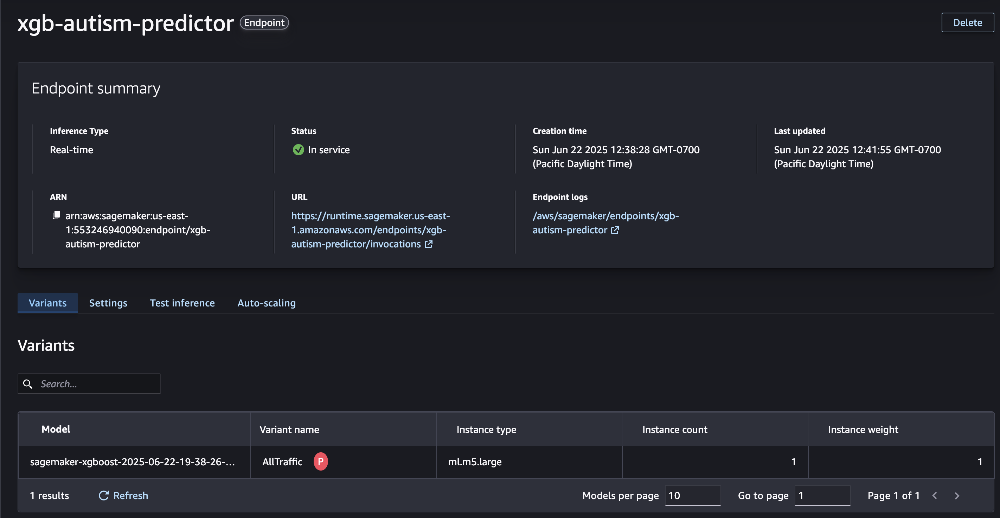 xgb-autism-predictor Endpoint
Delete
Endpoint summary
Inference Type
Real-time
Status
In service
Creation time
Sun Jun 22 2025 12:38:28 GMT-0700
(Pacific Daylight Time)
Last updated
Sun Jun 22 2025 12:41:55 GMT-0700
(Pacific Daylight Time)
ARN
arn:aws:sagemaker:us-east-
1:553246940090:endpoint/xgb-
autism-predictor
URL
https://runtime.sagemaker.us-east-
1.amazonaws.com/endpoints/xgb-
autism-predictor/invocations
Endpoint logs
/aws/sagemaker/endpoints/xgb-
autism-predictor
Variants Settings Test inference Auto-scaling
Variants
Search...
Model Variant name Instance type Instance count Instance weight
sagemaker-xgboost-2025-06-22-19-38-26-... AllTraffic P ml.m5.large 1 1
1 results Refresh Models per page 10 Go to page 1 Page 1 of 1